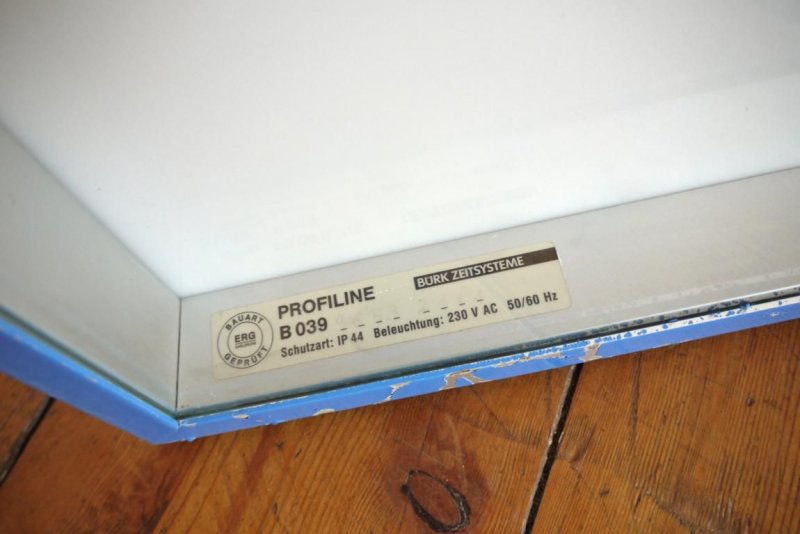 BÜRK ZEITSYSTEME
PROFILINE
B 039
Schutzart: IP 44 Beleuchtung: 230 V AC 50/60 Hz
BAUART
ERG
GEPRÜFT